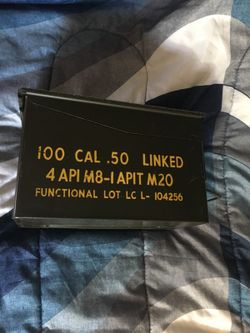 100 CAL .50 LINKED
4 API M8-1 APIT M20
FUNCTIONAL LOT LC L- 104256